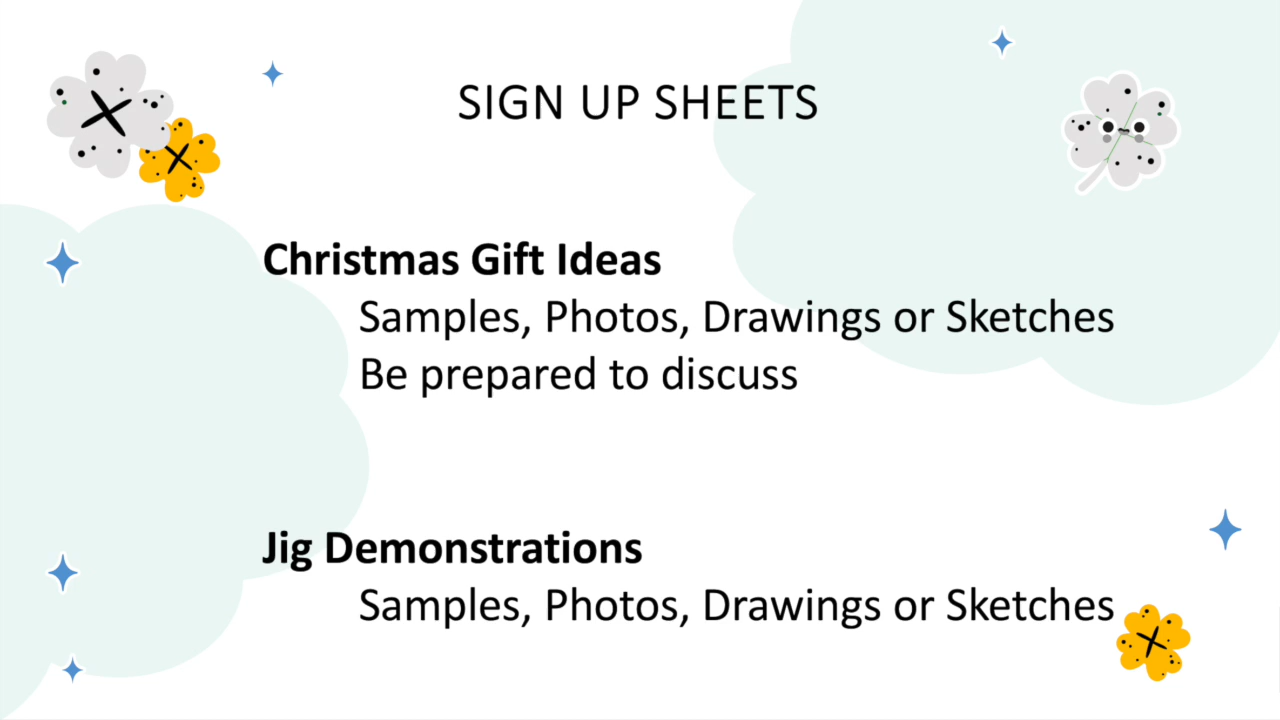 SIGN UP SHEETS
Christmas Gift Ideas
Samples, Photos, Drawings or Sketches
Be prepared to discuss
Jig Demonstrations
Samples, Photos, Drawings or Sketches